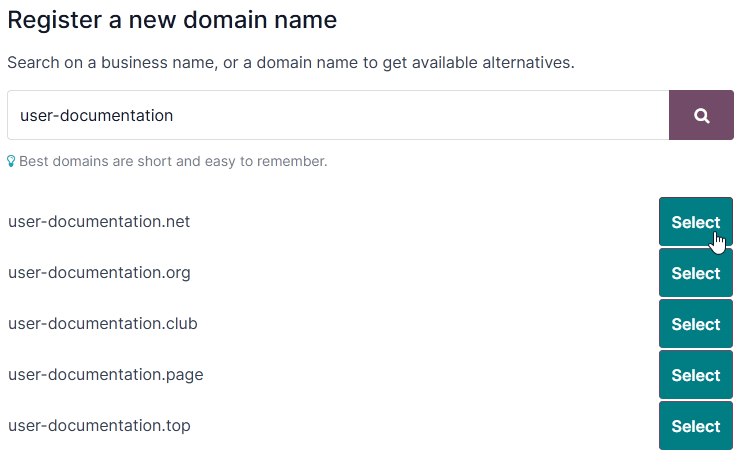 Register a new domain name
Search on a business name, or a domain name to get available alternatives.
user-documentation
Best domains are short and easy to remember.
user-documentation.net Select
user-documentation.org Select
user-documentation.club Select
user-documentation.page Select
user-documentation.top Select